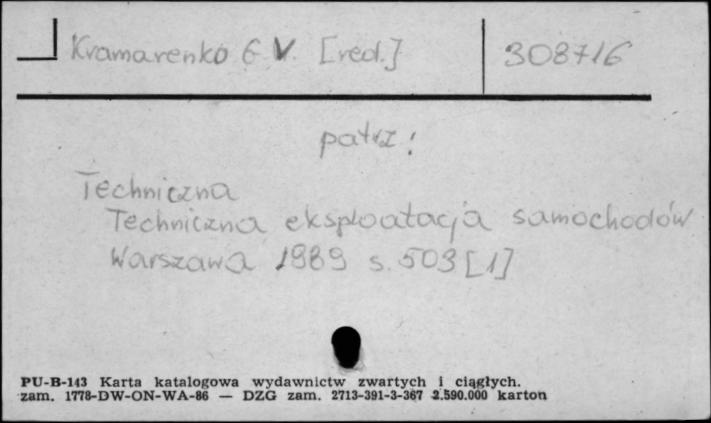 Kramarenko G V. [red.] 308716
patrz:
Techniczna
Techniczna eksploatacja samochodów
Warszawa 1989 s. 503 [1]
PU-B-143 Karta katalogowa wydawnictw zwartych i ciągłych.
zam. 1778-DW-ON-WA-86 — DZG zam. 2713-391-3-367 2.590.000 karton